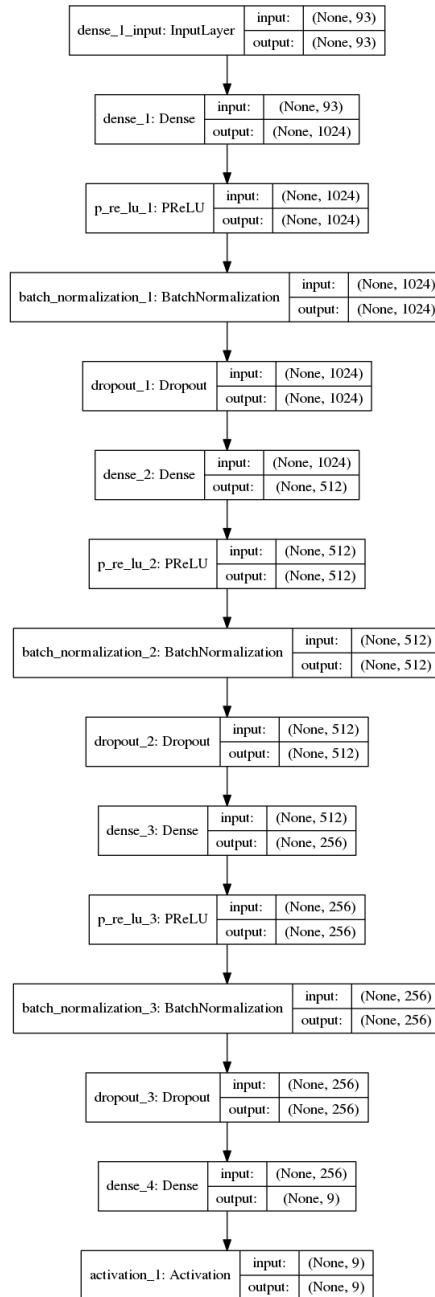 dense_1_input: InputLayer input: (None, 93)
output: (None, 93)
dense_1: Dense input: (None, 93)
output: (None, 1024)
p_re_lu_1: PReLU input: (None, 1024)
output: (None, 1024)
batch_normalization_1: BatchNormalization input: (None, 1024)
output: (None, 1024)
dropout_1: Dropout input: (None, 1024)
output: (None, 1024)
dense_2: Dense input: (None, 1024)
output: (None, 512)
p_re_lu_2: PReLU input: (None, 512)
output: (None, 512)
batch_normalization_2: BatchNormalization input: (None, 512)
output: (None, 512)
dropout_2: Dropout input: (None, 512)
output: (None, 512)
dense_3: Dense input: (None, 512)
output: (None, 256)
p_re_lu_3: PReLU input: (None, 256)
output: (None, 256)
batch_normalization_3: BatchNormalization input: (None, 256)
output: (None, 256)
dropout_3: Dropout input: (None, 256)
output: (None, 256)
dense_4: Dense input: (None, 256)
output: (None, 9)
activation_1: Activation input: (None, 9)
output: (None, 9)